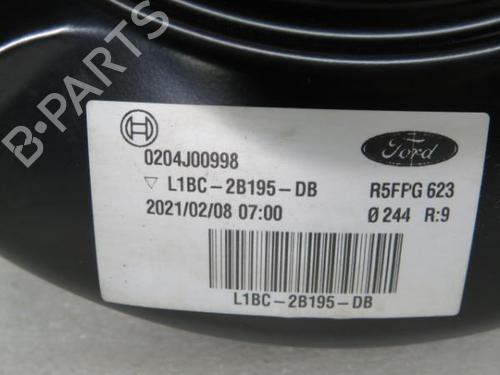 B-PARTS
0204J00998
Ford
▽ L1BC-2B195-DB
R5FPG 623
2021/02/08 07:00
Ø 244 R:9
L1BC-2B195-DB